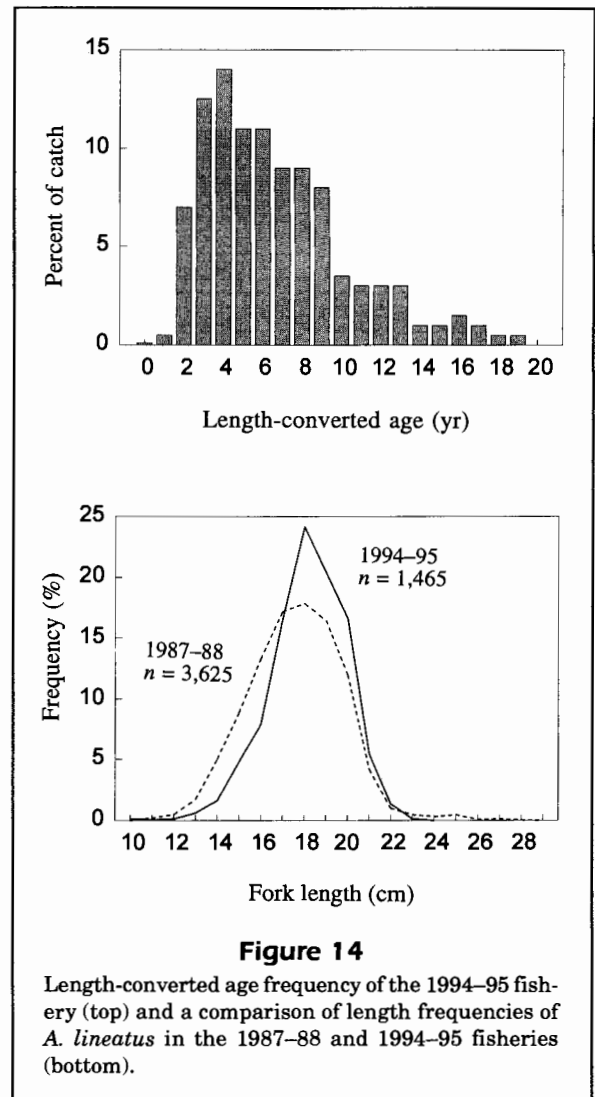 15
10
5
0
Percent of catch
0 2 4 6 8 10 12 14 16 18 20
Length-converted age (yr)
25
20
15
10
5
0
Frequency (%)
1994–95
n = 1,465
1987–88
n = 3,625
10 12 14 16 18 20 22 24 26 28
Fork length (cm)
Figure 14
Length-converted age frequency of the 1994–95 fish-
ery (top) and a comparison of length frequencies of
A. lineatus in the 1987–88 and 1994–95 fisheries
(bottom).